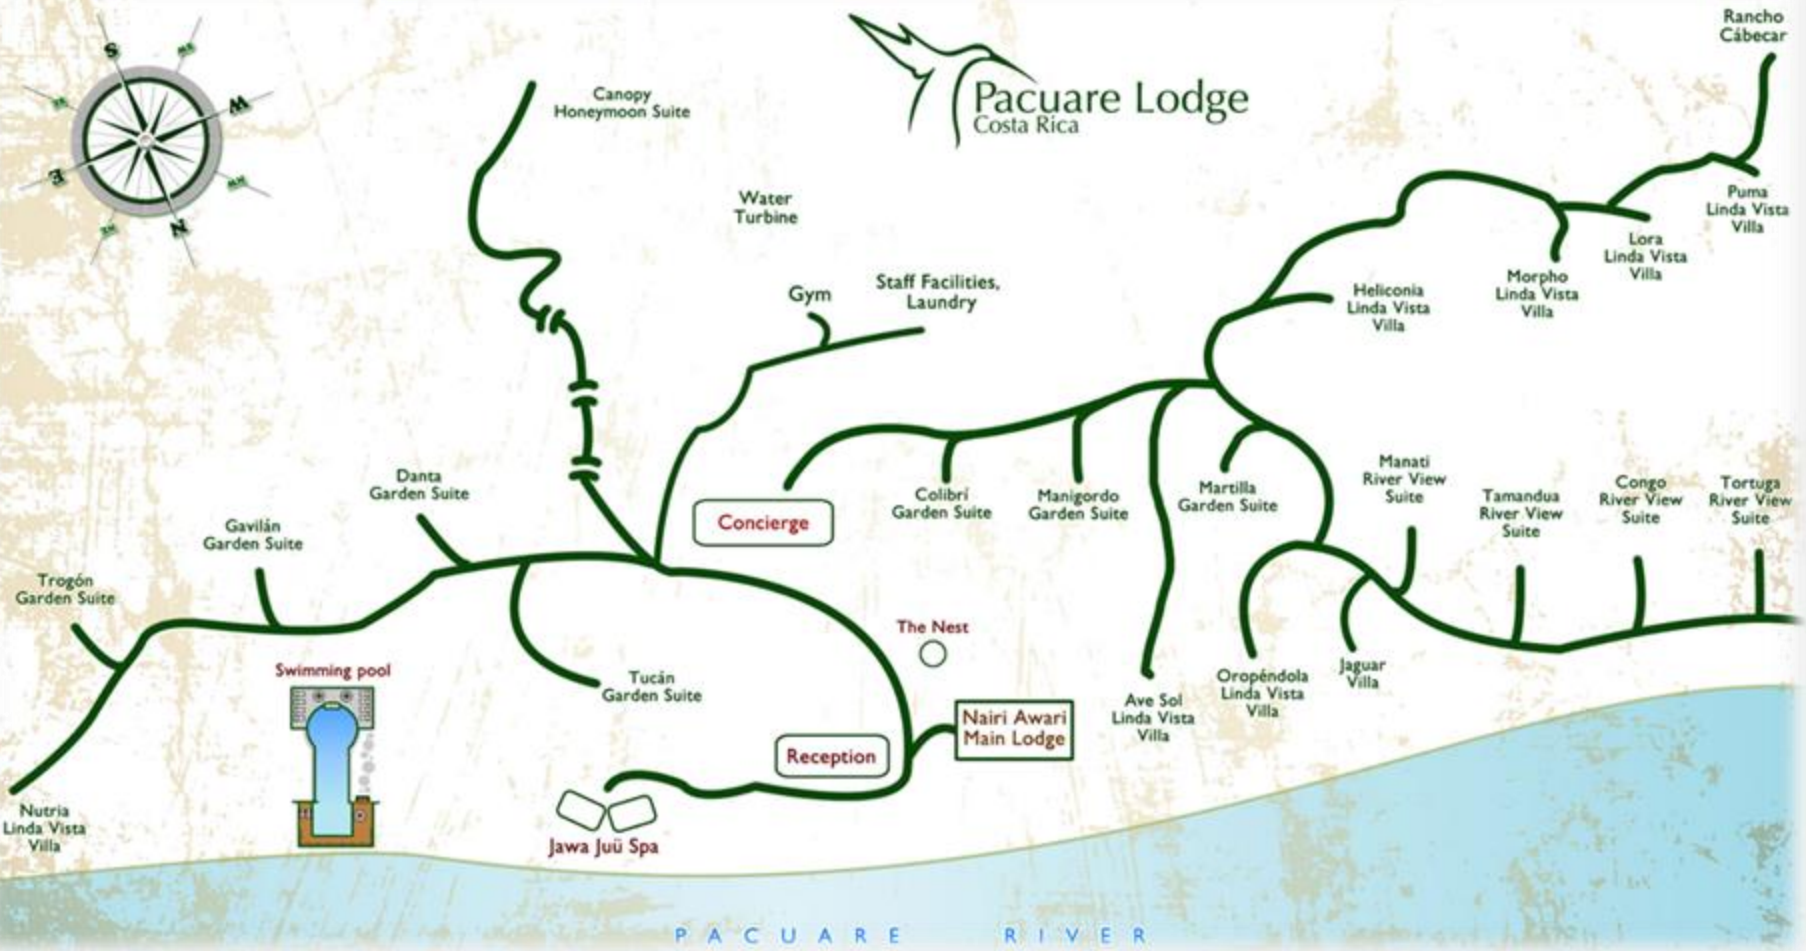 Rancho
Cábecar
Pacuare Lodge
Costa Rica
S
W
E
N
Canopy
Honeymoon Suite
Water
Turbine
Puma
Linda Vista
Villa
Lora
Linda Vista
Villa
Morpho
Linda Vista
Villa
Heliconia
Linda Vista
Villa
Gym
Staff Facilities,
Laundry
Danta
Garden Suite
Gavilán
Garden Suite
Trogón
Garden Suite
Concierge
Colibrí
Garden Suite
Manigordo
Garden Suite
Martilla
Garden Suite
Manati
River View
Suite
Tamandua
River View
Suite
Congo
River View
Suite
Tortuga
River View
Suite
The Nest
Swimming pool
Tucán
Garden Suite
Nairi Awari
Main Lodge
Reception
Ave Sol
Linda Vista
Villa
Oropéndola
Linda Vista
Villa
Jaguar
Villa
Nutria
Linda Vista
Villa
Jawa Juü Spa
PACUARE RIVER